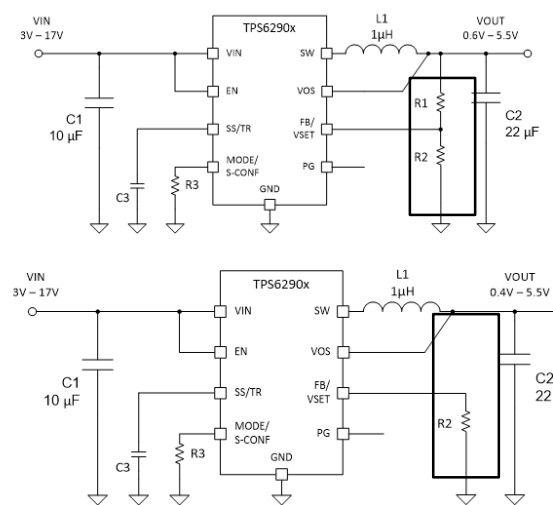 VIN
3V – 17V
TPS6290x
L1
1µH
VOUT
0.6V – 5.5V
VIN
SW
EN
VOS
R1
C1
10 µF
C2
22 µF
SS/TR
FB/
VSET
R2
C3
R3
MODE/
S-CONF
PG
GND
VIN
3V – 17V
TPS6290x
L1
1µH
VOUT
0.4V – 5.5V
VIN
SW
EN
VOS
C1
10 µF
C2
22
SS/TR
FB/
VSET
R2
C3
R3
MODE/
S-CONF
PG
GND